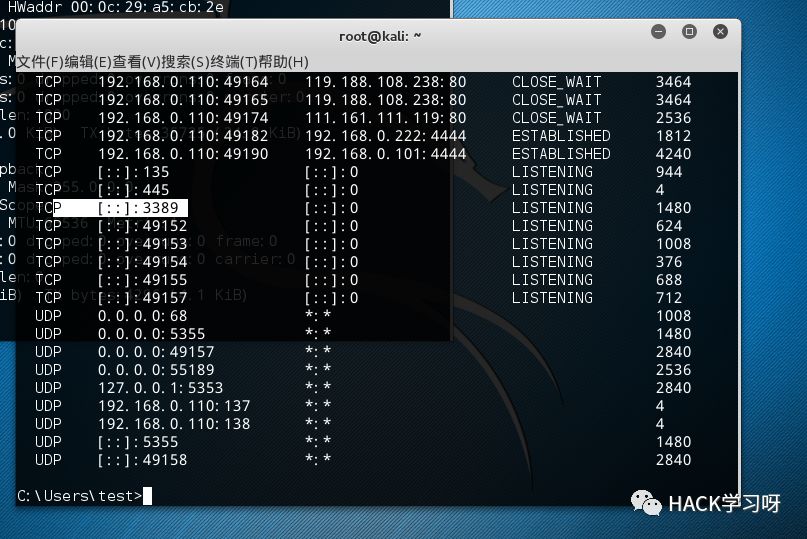 HWaddr 00:0c:29:a5:cb:2e
root@kali: ~
文件(F)编辑(E)查看(V)搜索(S)终端(T)帮助(H)
TCP 192.168.0.110:49164 119.188.108.238:80 CLOSE_WAIT 3464
TCP 192.168.0.110:49165 119.188.108.238:80 CLOSE_WAIT 3464
TCP 192.168.0.110:49174 111.161.111.119:80 CLOSE_WAIT 2536
TCP 192.168.0.110:49182 192.168.0.222:4444 ESTABLISHED 1812
TCP 192.168.0.110:49190 192.168.0.101:4444 ESTABLISHED 4240
TCP [::]:135 [::]:0 LISTENING 944
TCP [::]:445 [::]:0 LISTENING 4
TCP [::]:3389 [::]:0 LISTENING 1480
TCP [::]:49152 [::]:0 LISTENING 624
TCP [::]:49153 [::]:0 LISTENING 1008
TCP [::]:49154 [::]:0 LISTENING 376
TCP [::]:49155 [::]:0 LISTENING 688
TCP [::]:49157 [::]:0 LISTENING 712
UDP 0.0.0.0:68 *:* 1008
UDP 0.0.0.0:5355 *:* 1480
UDP 0.0.0.0:49157 *:* 2840
UDP 0.0.0.0:55189 *:* 2536
UDP 127.0.0.1:5353 *:* 2840
UDP 192.168.0.110:137 *:* 4
UDP 192.168.0.110:138 *:* 4
UDP [::]:5355 *:* 1480
UDP [::]:49158 *:* 2840
C:\Users\test>
HACK学习呀